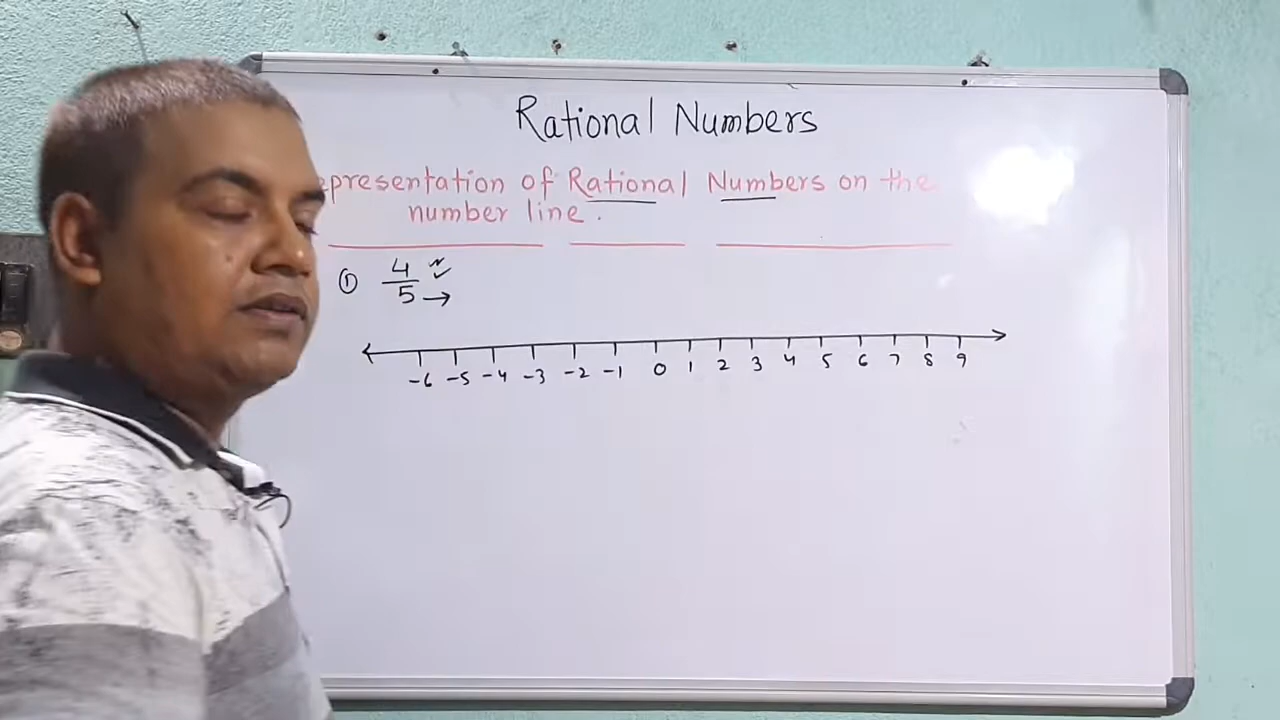 Rational Numbers
epresentation of Rational Numbers on the
number line.
① 4/5 →
-6 -5 -4 -3 -2 -1 0 1 2 3 4 5 6 7 8 9